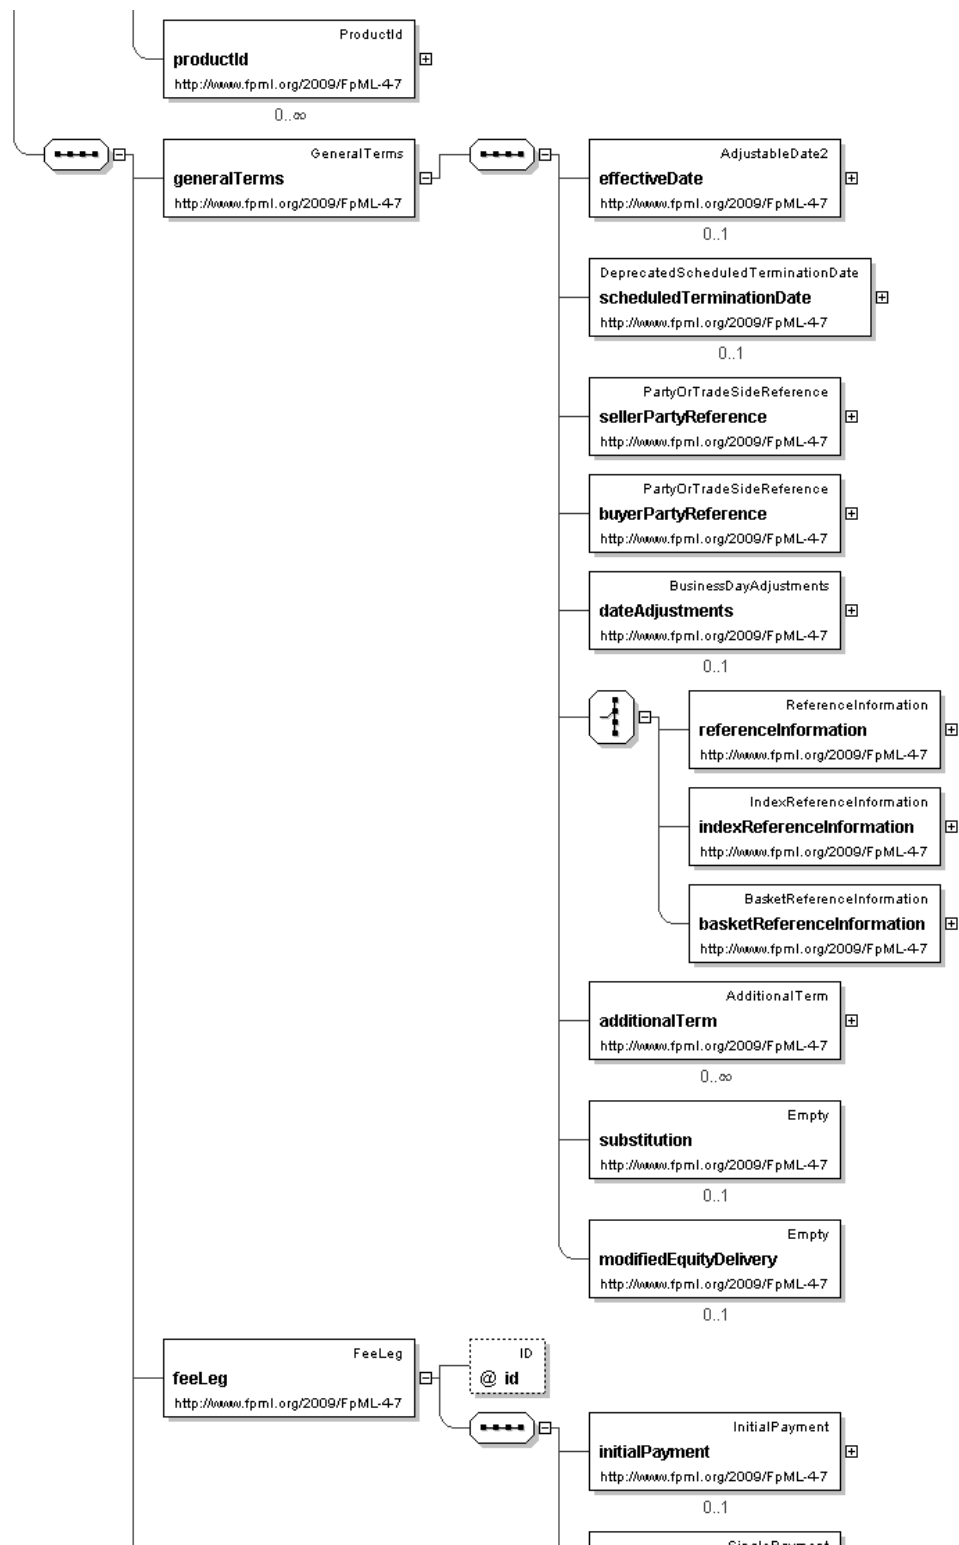 ProductId
productId
http://www.fpml.org/2009/FpML-4-7
0..∞
GeneralTerms
generalTerms
http://www.fpml.org/2009/FpML-4-7
AdjustableDate2
effectiveDate
http://www.fpml.org/2009/FpML-4-7
0..1
DeprecatedScheduledTerminationDate
scheduledTerminationDate
http://www.fpml.org/2009/FpML-4-7
0..1
PartyOrTradeSideReference
sellerPartyReference
http://www.fpml.org/2009/FpML-4-7
PartyOrTradeSideReference
buyerPartyReference
http://www.fpml.org/2009/FpML-4-7
BusinessDayAdjustments
dateAdjustments
http://www.fpml.org/2009/FpML-4-7
0..1
ReferenceInformation
referenceInformation
http://www.fpml.org/2009/FpML-4-7
IndexReferenceInformation
indexReferenceInformation
http://www.fpml.org/2009/FpML-4-7
BasketReferenceInformation
basketReferenceInformation
http://www.fpml.org/2009/FpML-4-7
AdditionalTerm
additionalTerm
http://www.fpml.org/2009/FpML-4-7
0..∞
Empty
substitution
http://www.fpml.org/2009/FpML-4-7
0..1
Empty
modifiedEquityDelivery
http://www.fpml.org/2009/FpML-4-7
0..1
FeeLeg
feeLeg
http://www.fpml.org/2009/FpML-4-7
ID
@ id
InitialPayment
initialPayment
http://www.fpml.org/2009/FpML-4-7
0..1
SinglePayment